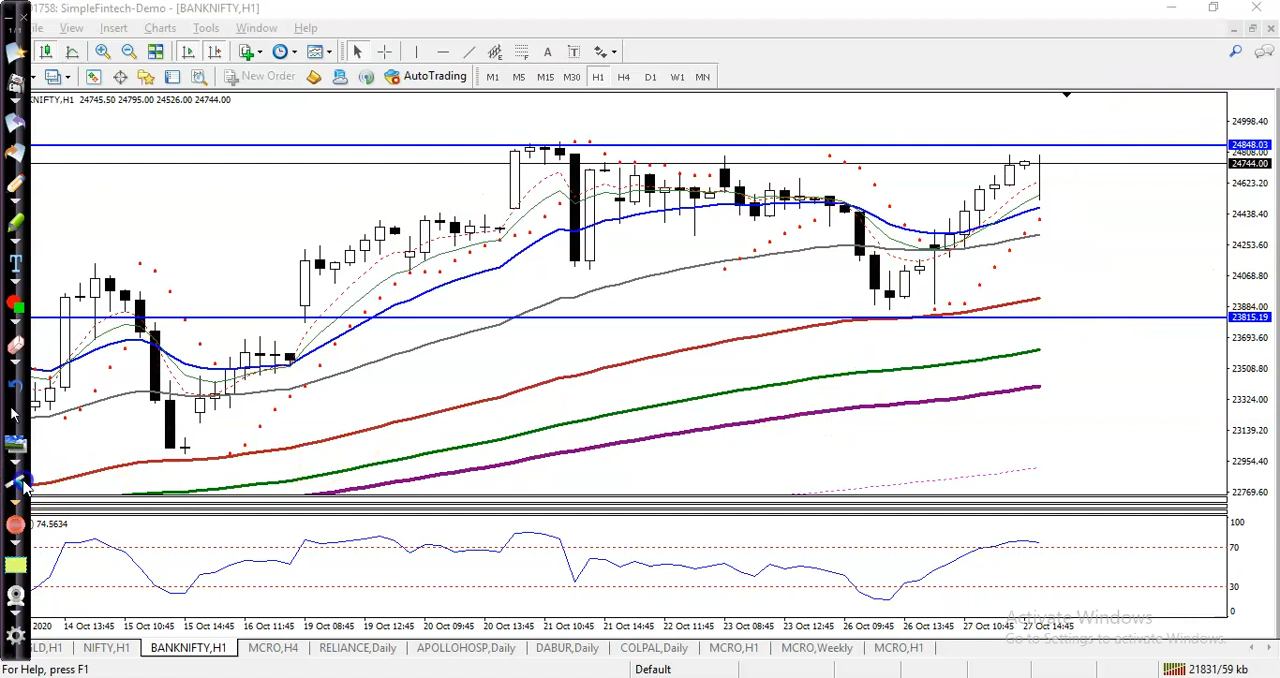 01758: SimpleFintech-Demo - [BANKNIFTY,H1]
ile View Insert Charts Tools Window Help
1/1
New Order AutoTrading M1 M5 M15 M30 H1 H4 D1 W1 MN
KNIFTY,H1 24745.50 24795.00 24526.00 24744.00
24998.40
24848.03
24808.00
24744.00
24623.20
24438.40
24253.60
24068.80
23884.00
23815.19
23693.60
23508.80
23324.00
23139.20
22954.40
22769.60
) 74.5634
100
70
30
0
2020 14 Oct 13:45 15 Oct 10:45 15 Oct 14:45 16 Oct 11:45 19 Oct 08:45 19 Oct 12:45 20 Oct 09:45 20 Oct 13:45 21 Oct 10:45 21 Oct 14:45 22 Oct 11:45 23 Oct 08:45 23 Oct 12:45 26 Oct 09:45 26 Oct 13:45 27 Oct 10:45 27 Oct 14:45
Activate Windows
Go to Settings to activate Windows.
LD,H1 NIFTY,H1 BANKNIFTY,H1 MCRO,H4 RELIANCE,Daily APOLLOHOSP,Daily DABUR,Daily COLPAL,Daily MCRO,H1 MCRO,Weekly MCRO,H1
For Help, press F1 Default 21831/59 kb